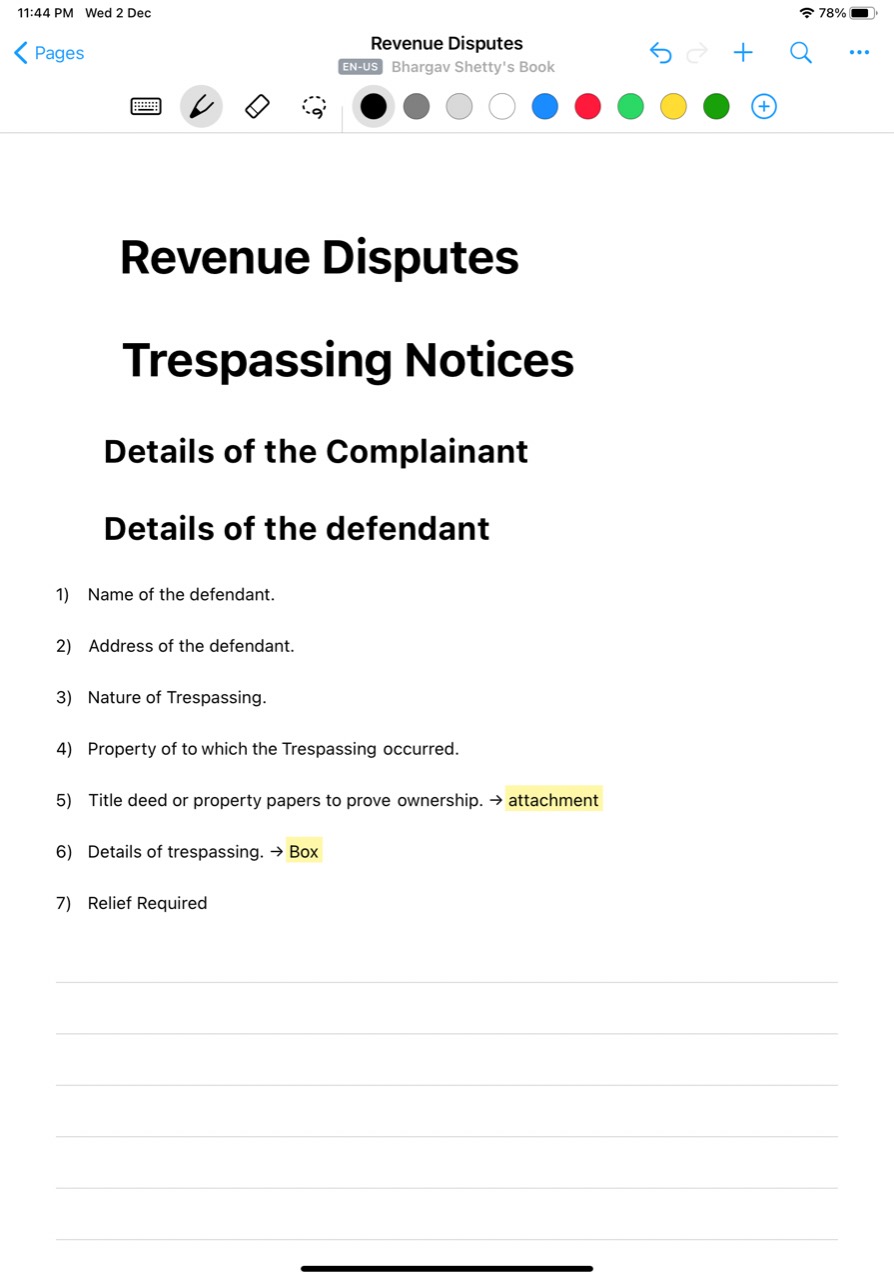 11:44 PM Wed 2 Dec 78%
Pages
Revenue Disputes
EN-US Bhargav Shetty's Book
Revenue Disputes
Trespassing Notices
Details of the Complainant
Details of the defendant
1) Name of the defendant.
2) Address of the defendant.
3) Nature of Trespassing.
4) Property of to which the Trespassing occurred.
5) Title deed or property papers to prove ownership. → attachment
6) Details of trespassing. → Box
7) Relief Required